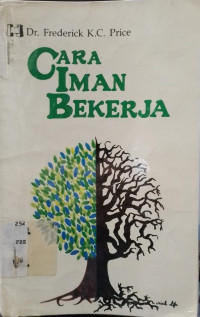 Dr. Frederick K.C. Price
CARA
IMAN
BEKERJA